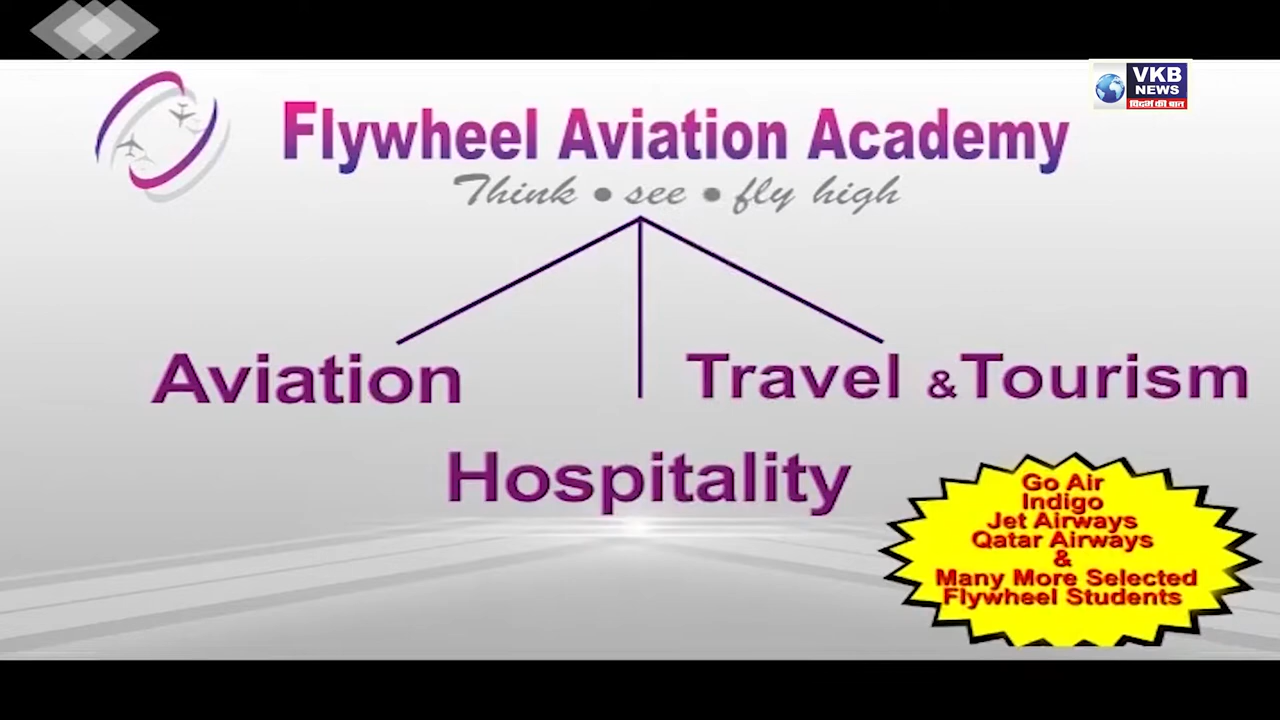 VKB
NEWS
विदर्भ की बात
Flywheel Aviation Academy
Think • see • fly high
Aviation
Travel & Tourism
Hospitality
Go Air
Indigo
Jet Airways
Qatar Airways
&
Many More Selected
Flywheel Students